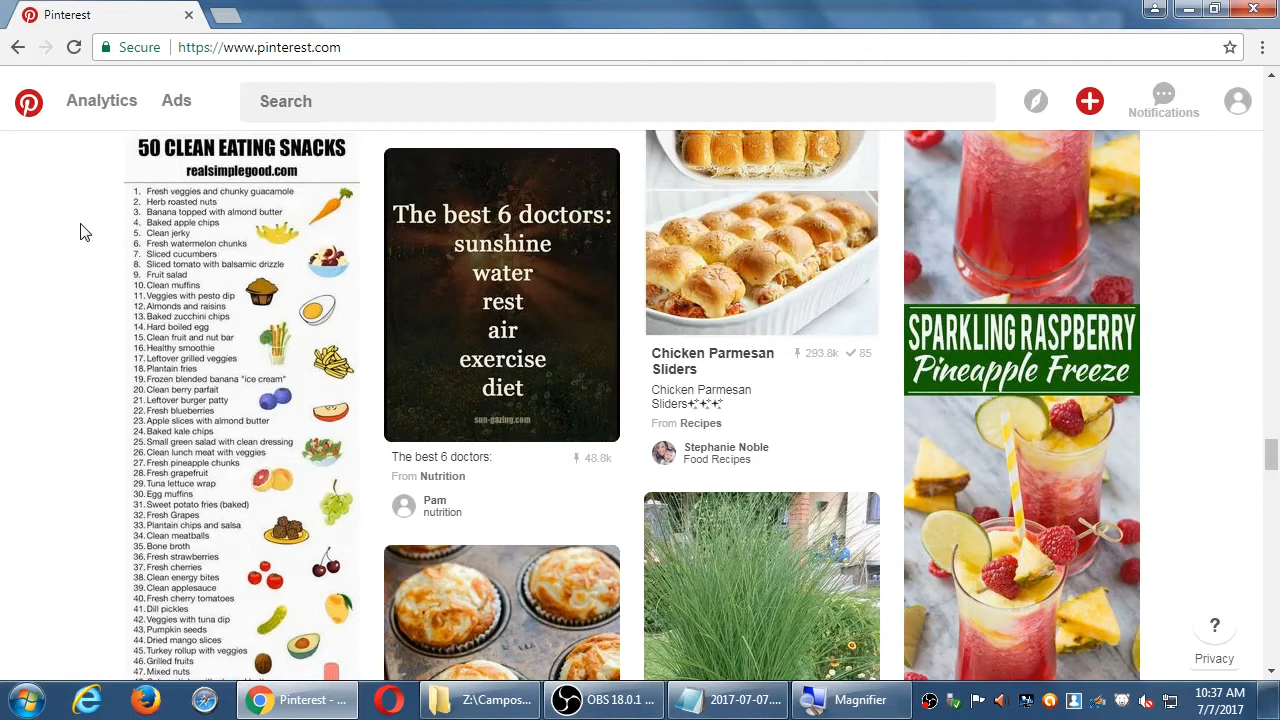 Pinterest
Secure
https://www.pinterest.com
Analytics
Ads
Search
Notifications
50 CLEAN EATING SNACKS
realsimplegood.com
1. Fresh veggies and chunky guacamole
2. Herb roasted nuts
3. Banana topped with almond butter
4. Baked apple chips
5. Clean jerky
6. Fresh watermelon chunks
7. Sliced cucumbers
8. Sliced tomato with balsamic drizzle
9. Fruit salad
10. Clean muffins
11. Veggies with pesto dip
12. Almonds and raisins
13. Baked zucchini chips
14. Hard boiled egg
15. Clean fruit and nut bar
16. Healthy smoothie
17. Leftover grilled veggies
18. Plantain fries
19. Frozen blended banana "ice cream"
20. Clean berry parfait
21. Leftover burger patty
22. Fresh blueberries
23. Apple slices with almond butter
24. Baked kale chips
25. Small green salad with clean dressing
26. Clean lunch meat with veggies
27. Fresh pineapple chunks
28. Fresh grapefruit
29. Tuna lettuce wrap
30. Egg muffins
31. Sweet potato fries (baked)
32. Fresh Grapes
33. Plantain chips and salsa
34. Clean meatballs
35. Bone broth
36. Fresh strawberries
37. Fresh cherries
38. Clean energy bites
39. Clean applesauce
40. Fresh cherry tomatoes
41. Dill pickles
42. Veggies with tuna dip
43. Pumpkin seeds
44. Dried mango slices
45. Turkey rollup with veggies
46. Grilled fruits
47. Mixed nuts
The best 6 doctors:
sunshine
water
rest
air
exercise
diet
sun-gazing.com
The best 6 doctors:
48.8k
From Nutrition
Pam
nutrition
Chicken Parmesan
Sliders
293.8k 85
Chicken Parmesan
Sliders
From Recipes
Stephanie Noble
Food Recipes
SPARKLING RASPBERRY
Pineapple Freeze
?
Privacy
Pinterest - ...
Z:\Campos...
OBS 18.0.1 ...
2017-07-07....
Magnifier
10:37 AM
7/7/2017